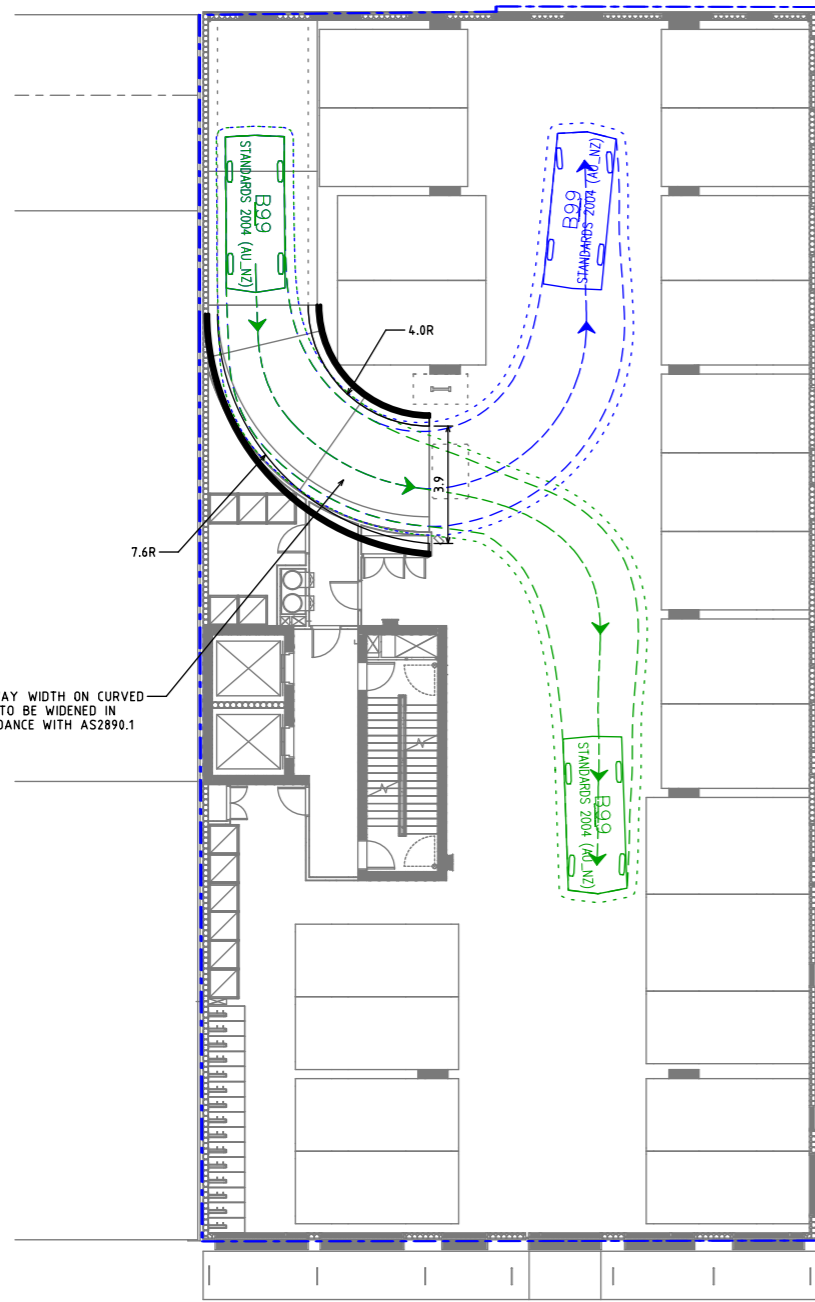 B99
STANDARDS 2004 (AU_NZ)
B99
STANDARDS 2004 (AU_NZ)
4.0R
3.9
7.6R
AY WIDTH ON CURVED
TO BE WIDENED IN
DANCE WITH AS2890.1
B99
STANDARDS 2004 (AU_NZ)